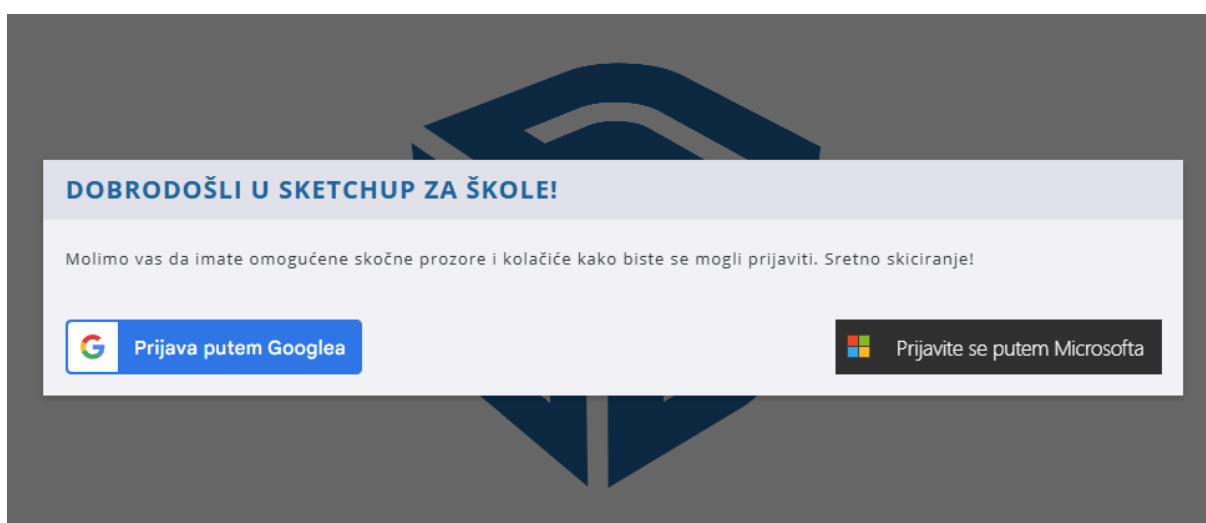 DOBRODOŠLI U SKETCHUP ZA ŠKOLE!
Molimo vas da imate omogućene skočne prozore i kolačiće kako biste se mogli prijaviti. Sretno skiciranje!
Prijava putem Googlea
Prijavite se putem Microsofta